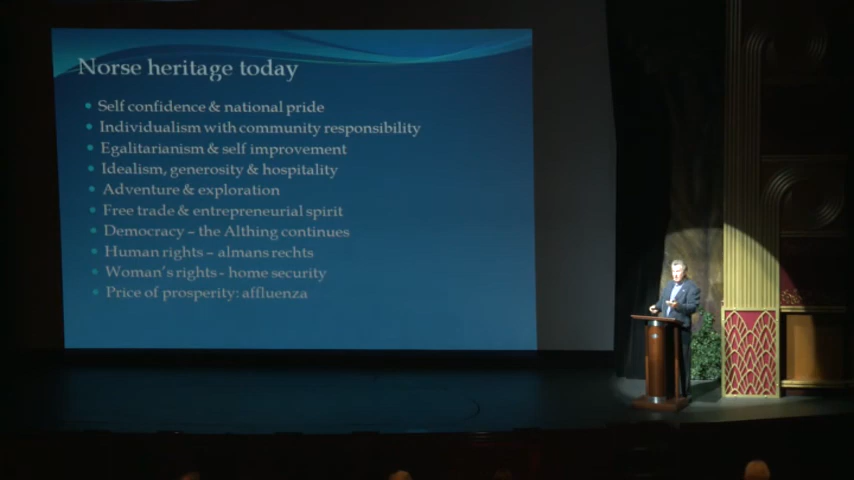 Norse heritage today
Self confidence & national pride
Individualism with community responsibility
Egalitarianism & self improvement
Idealism, generosity & hospitality
Adventure & exploration
Free trade & entrepreneurial spirit
Democracy – the Althing continues
Human rights – almans rechts
Woman's rights - home security
Price of prosperity: affluenza